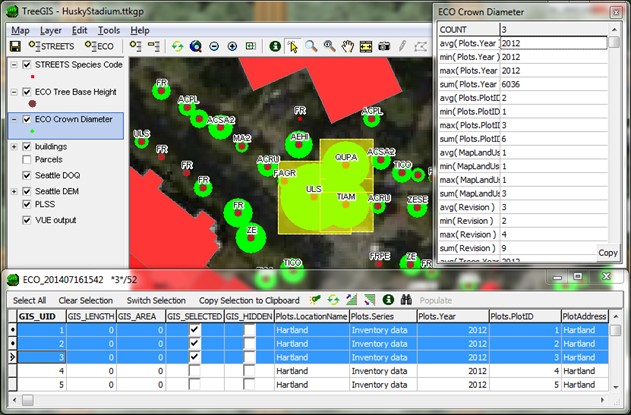 TreeGIS - HuskyStadium.ttkgp
Map Layer Edit Tools Help
STREETS ECO
STREETS Species Code
ECO Tree Base Height
ECO Crown Diameter
buildings
Parcels
Seattle DOQ
Seattle DEM
PLSS
VUE output
FR
ACPL
ACSA2
ULS
MA2
FR
FR
FR
AEHI
ACPL
FR
ACRU
FAGR
QUPA
ACSA2
TICO
ULS
TIAM
ACRU
ZESE
FR
ZE
TICO
FRPE
ZE
ECO Crown Diameter
COUNT 3
avg( Plots.Year ) 2012
min( Plots.Year ) 2012
max( Plots.Year ) 2012
sum( Plots.Year ) 6036
avg( Plots.PlotID 2
min( Plots.PlotID 1
max( Plots.PlotID 3
sum( Plots.PlotID 6
avg( MapLandUs 1
min( MapLandUs 1
max( MapLandUs 1
sum( MapLandUs 3
avg( Revision ) 3
min( Revision ) 2
max( Revision ) 4
sum( Revision ) 9
Copy
ECO_201407161542 *3*/52
Select All Clear Selection Switch Selection Copy Selection to Clipboard Populate
GIS_UID GIS_LENGTH GIS_AREA GIS_SELECTED GIS_HIDDEN Plots.LocationName Plots.Series Plots.Year Plots.PlotID PlotAddress
1 0 0 Hartland Inventory data 2012 1 Hartland
2 0 0 Hartland Inventory data 2012 2 Hartland
3 0 0 Hartland Inventory data 2012 3 Hartland
4 0 0 Hartland Inventory data 2012 4 Hartland
5 0 0 Hartland Inventory data 2012 5 Hartland